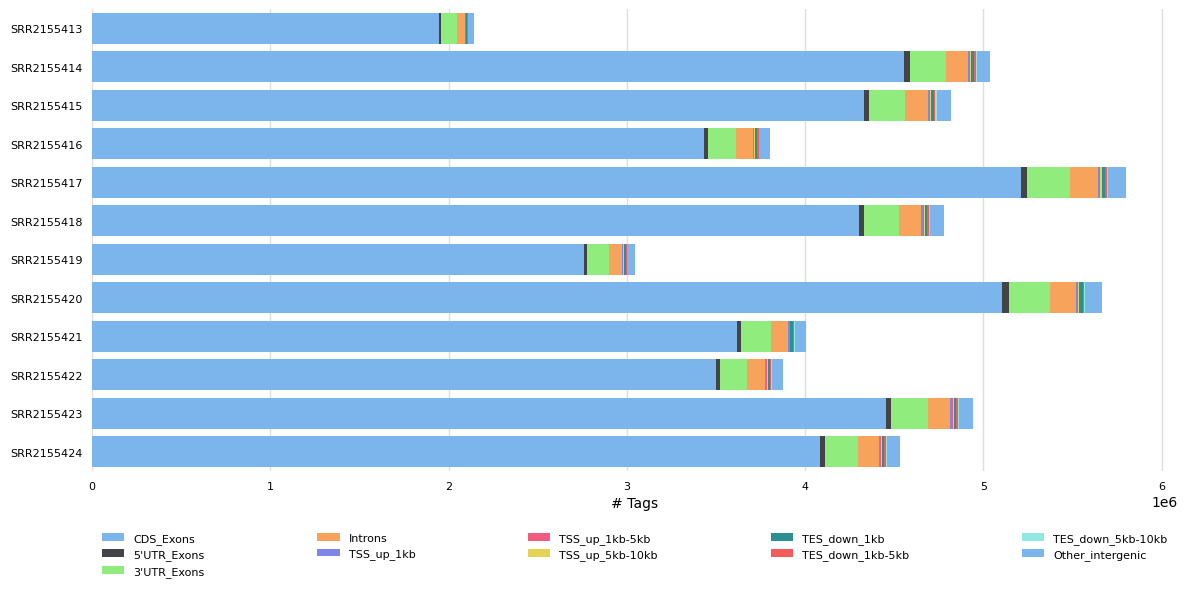 SRR2155413
SRR2155414
SRR2155415
SRR2155416
SRR2155417
SRR2155418
SRR2155419
SRR2155420
SRR2155421
SRR2155422
SRR2155423
SRR2155424
0 1 2 3 4 5 6
# Tags 1e6
CDS_Exons Introns TSS_up_1kb-5kb TES_down_1kb TES_down_5kb-10kb
5'UTR_Exons TSS_up_1kb TSS_up_5kb-10kb TES_down_1kb-5kb Other_intergenic
3'UTR_Exons